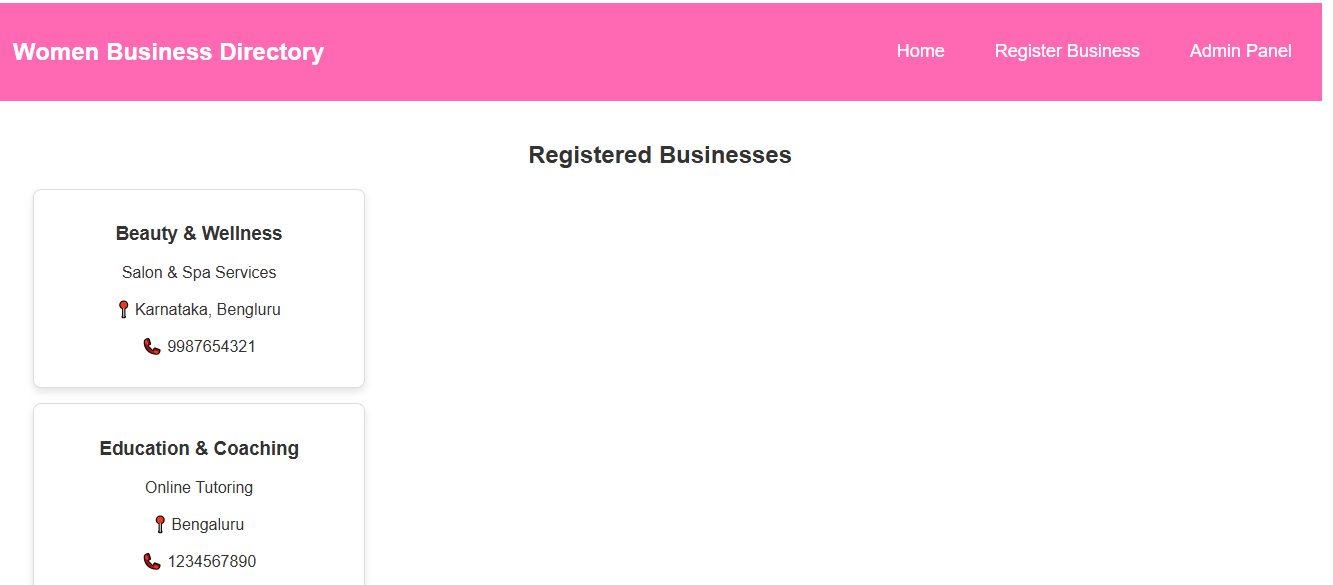 Women Business Directory
Home Register Business Admin Panel
Registered Businesses
Beauty & Wellness
Salon & Spa Services
📍 Karnataka, Bengluru
📞 9987654321
Education & Coaching
Online Tutoring
📍 Bengaluru
📞 1234567890